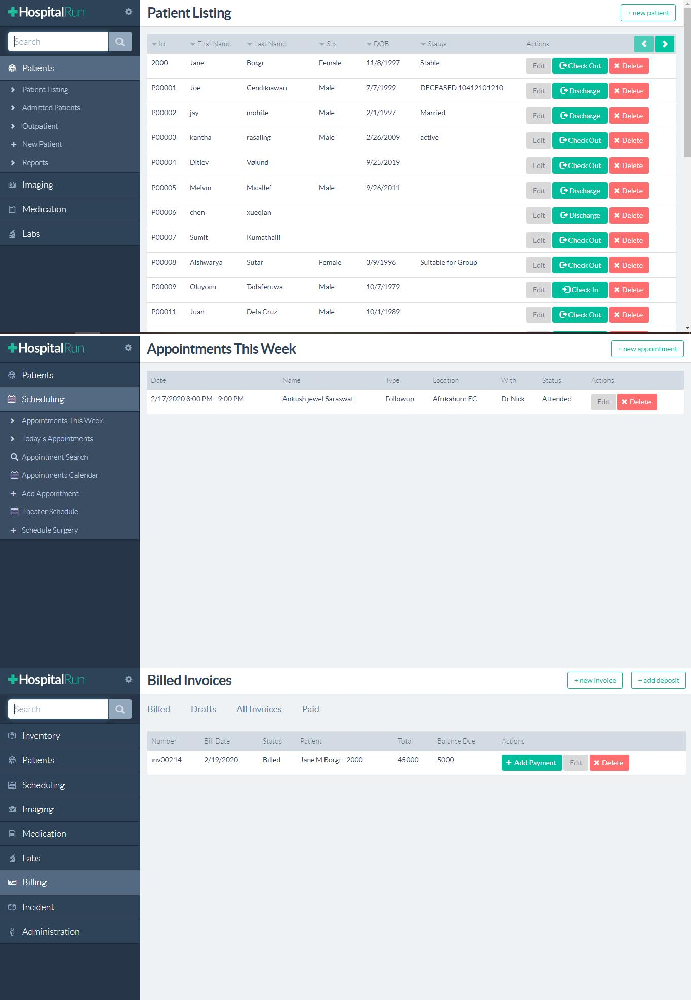 HospitalRun
Search
Patients
Patient Listing
Admitted Patients
Outpatient
New Patient
Reports
Imaging
Medication
Labs
Patient Listing
+ new patient
Id First Name Last Name Sex DOB Status Actions
2000 Jane Borgi Female 11/8/1997 Stable Edit Check Out Delete
P00001 Joe Cendikiawan Male 7/7/1999 DECEASED 10412101210 Edit Discharge Delete
P00002 jay mohite Male 2/1/1997 Married Edit Discharge Delete
P00003 kantha rasaling Male 2/26/2009 active Edit Check Out Delete
P00004 Ditlev Vølund 9/25/2019 Edit Check Out Delete
P00005 Melvin Micallef Male 9/26/2011 Edit Discharge Delete
P00006 chen xueqian Edit Discharge Delete
P00007 Sumit Kumathalli Edit Check Out Delete
P00008 Aishwarya Sutar Female 3/9/1996 Suitable for Group Edit Check Out Delete
P00009 Oluyomi Tadaferuwa Male 10/7/1979 Edit Check In Delete
P00011 Juan Dela Cruz Male 10/1/1989 Edit Check Out Delete
HospitalRun
Patients
Scheduling
Appointments This Week
Today's Appointments
Appointment Search
Appointments Calendar
Add Appointment
Theater Schedule
Schedule Surgery
Appointments This Week
+ new appointment
Date Name Type Location With Status Actions
2/17/2020 8:00 PM - 9:00 PM Ankush jewel Saraswat Followup Afrikaburn EC Dr Nick Attended Edit Delete
HospitalRun
Search
Inventory
Patients
Scheduling
Imaging
Medication
Labs
Billing
Incident
Administration
Billed Invoices
+ new invoice + add deposit
Billed Drafts All Invoices Paid
Number Bill Date Status Patient Total Balance Due Actions
inv00214 2/19/2020 Billed Jane M Borgi - 2000 45000 5000 + Add Payment Edit Delete